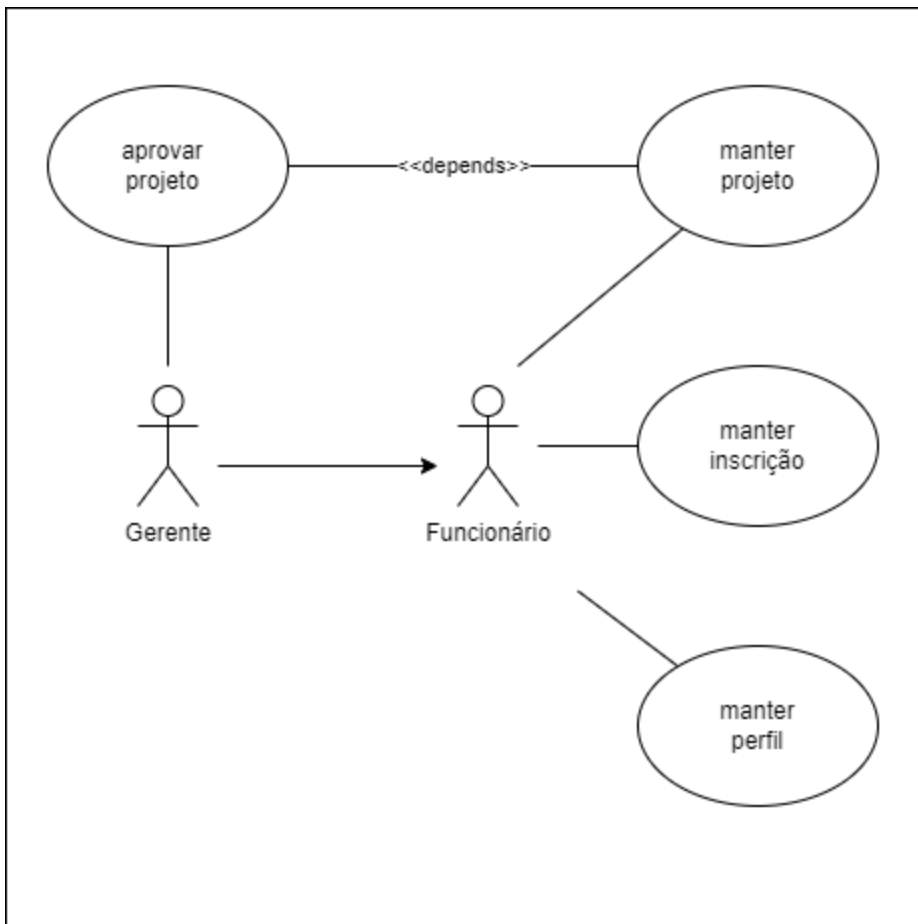 aprovar
projeto
<<depends>>
manter
projeto
manter
inscrição
Gerente
Funcionário
manter
perfil